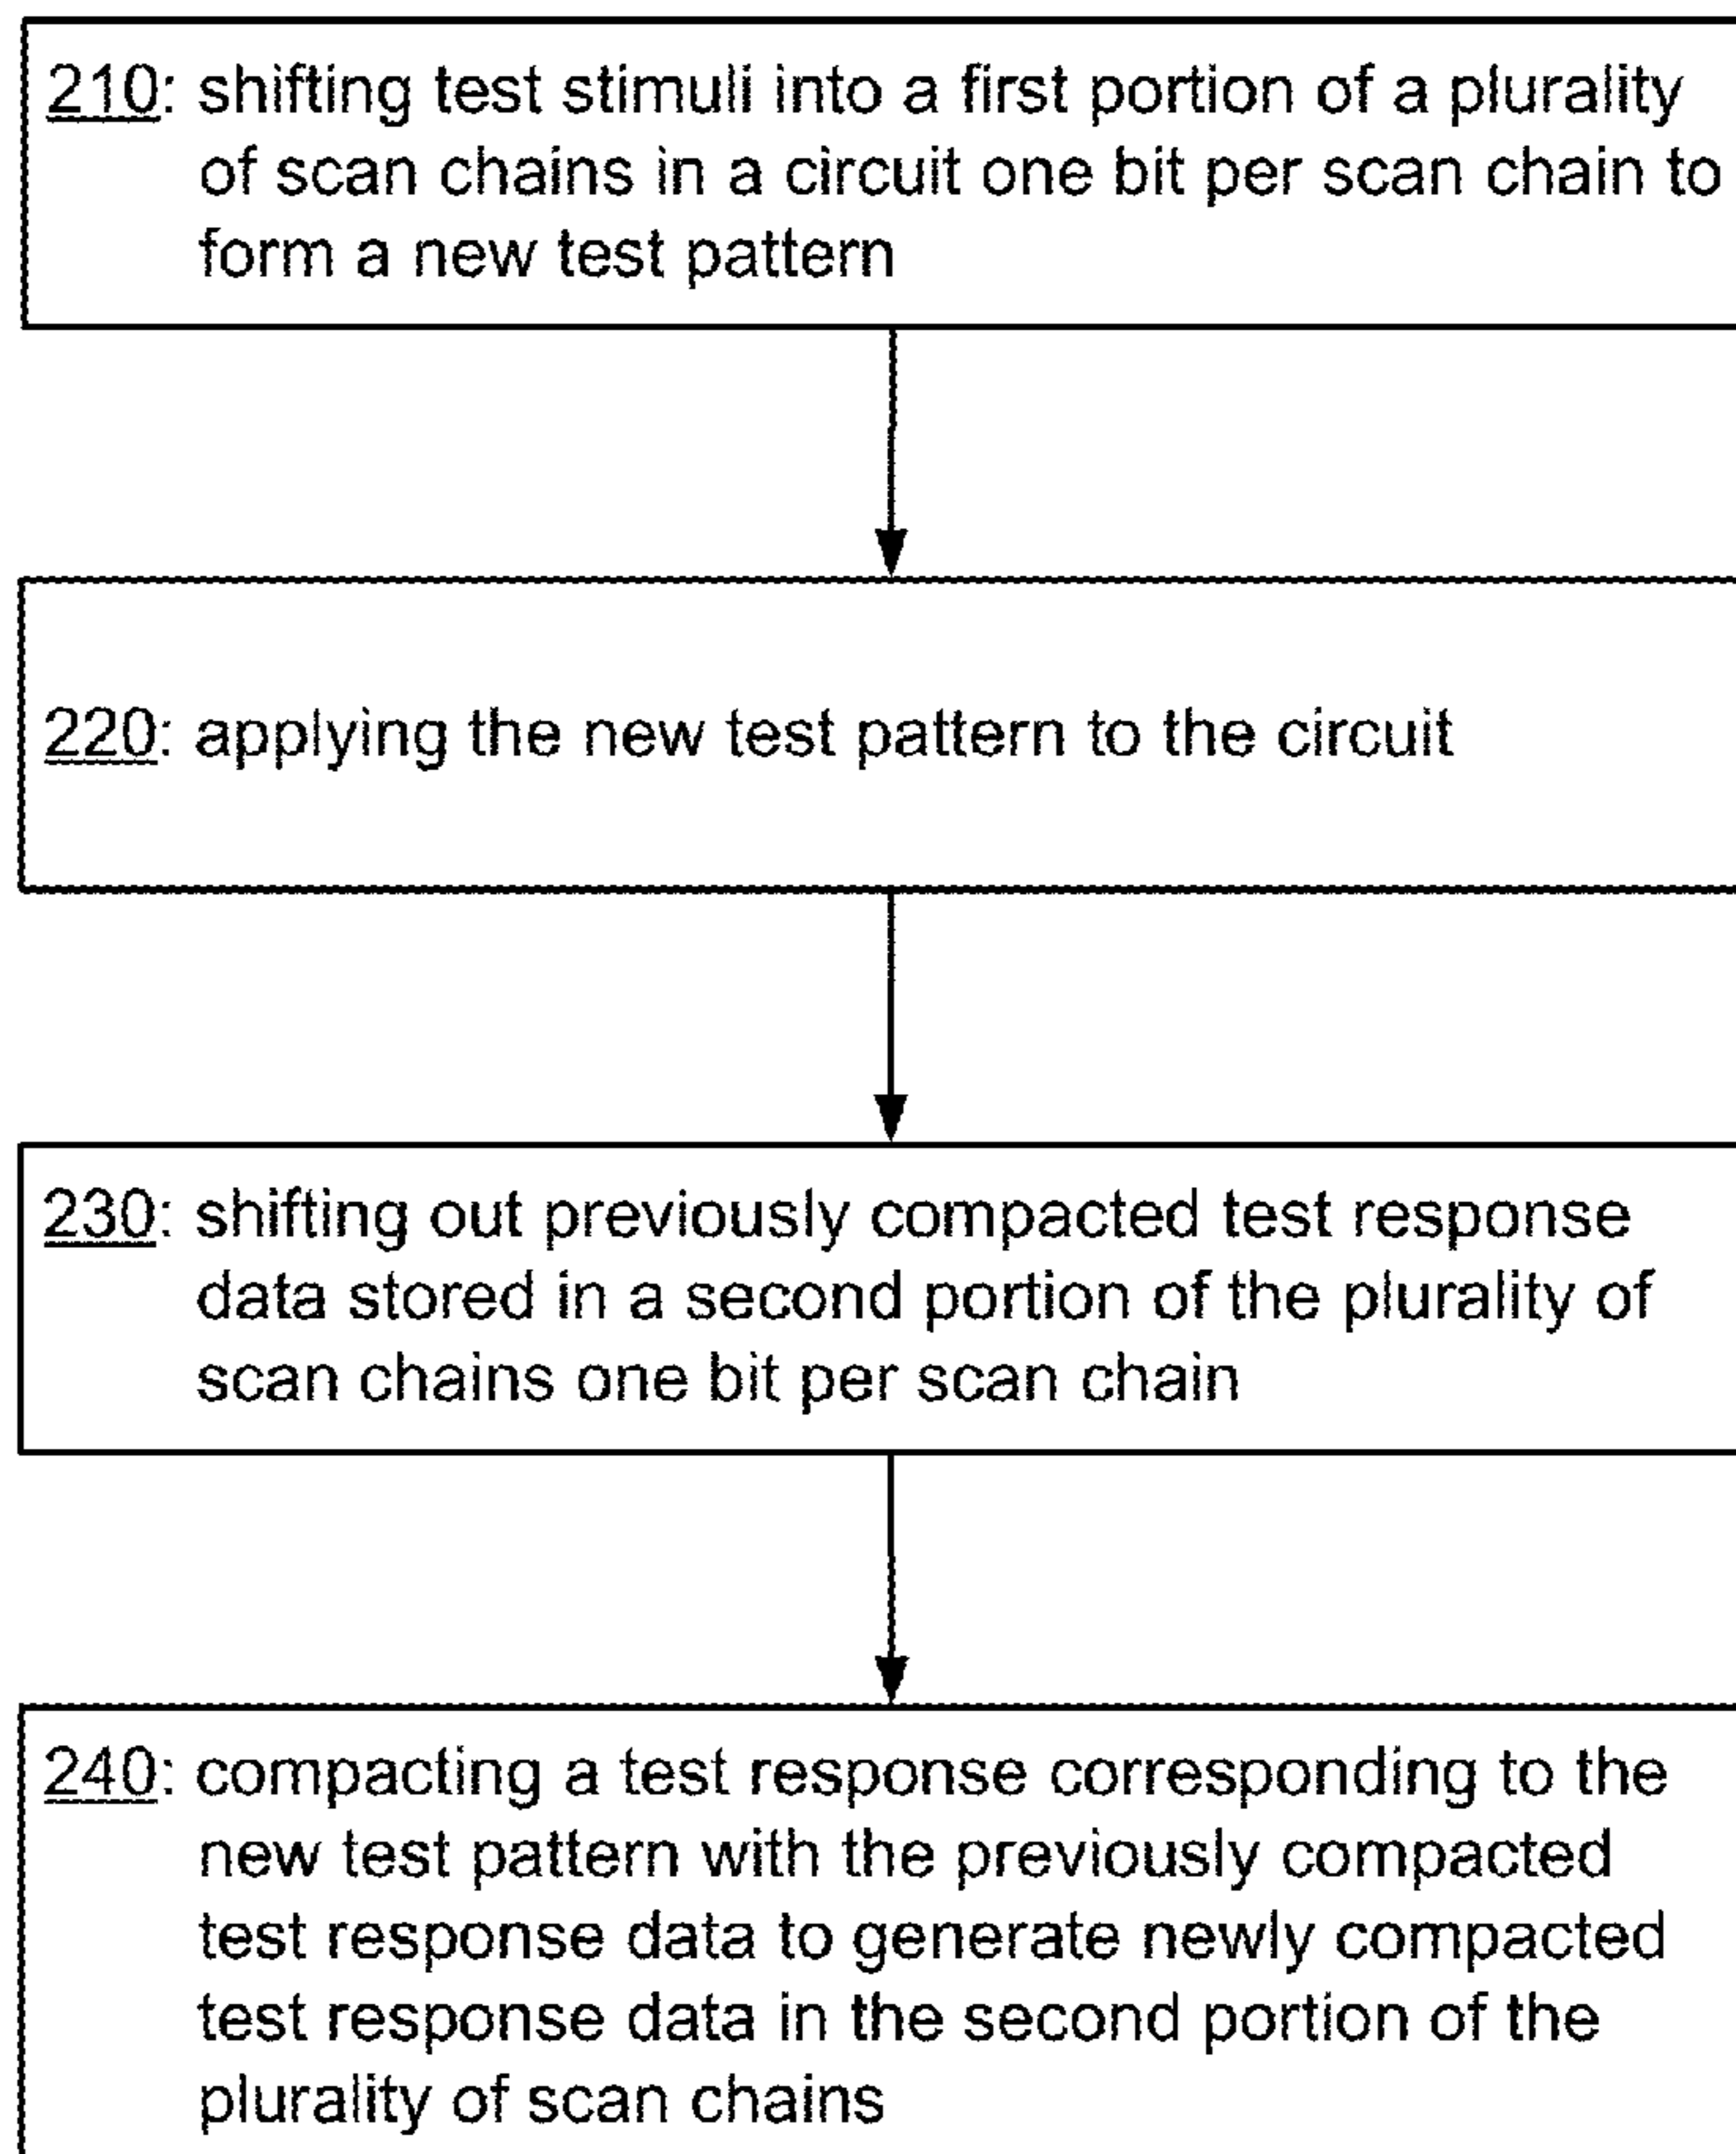 210: shifting test stimuli into a first portion of a plurality
of scan chains in a circuit one bit per scan chain to
form a new test pattern
220: applying the new test pattern to the circuit
230: shifting out previously compacted test response
data stored in a second portion of the plurality of
scan chains one bit per scan chain
240: compacting a test response corresponding to the
new test pattern with the previously compacted
test response data to generate newly compacted
test response data in the second portion of the
plurality of scan chains